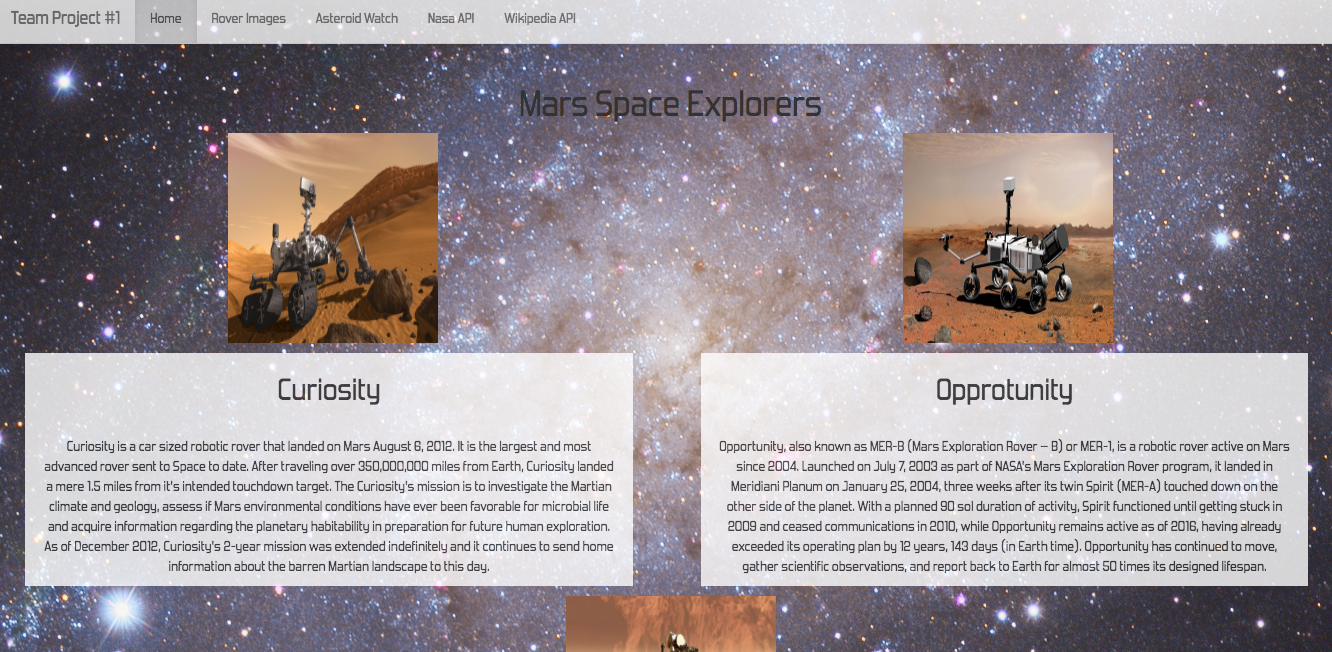 Team Project #1 Home Rover Images Asteroid Watch Nasa API Wikipedia API
Mars Space Explorers
Curiosity
Curiosity is a car sized robotic rover that landed on Mars August 6, 2012. It is the largest and most
advanced rover sent to Space to date. After traveling over 350,000,000 miles from Earth, Curiosity landed
a mere 1.5 miles from it's intended touchdown target. The Curiosity's mission is to investigate the Martian
climate and geology, assess if Mars environmental conditions have ever been favorable for microbial life
and acquire information regarding the planetary habitability in preparation for future human exploration.
As of December 2012, Curiosity's 2-year mission was extended indefinitely and it continues to send home
information about the barren Martian landscape to this day.
Opprotunity
Opportunity, also known as MER-B (Mars Exploration Rover – B) or MER-1, is a robotic rover active on Mars
since 2004. Launched on July 7, 2003 as part of NASA's Mars Exploration Rover program, it landed in
Meridiani Planum on January 25, 2004, three weeks after its twin Spirit (MER-A) touched down on the
other side of the planet. With a planned 90 sol duration of activity, Spirit functioned until getting stuck in
2009 and ceased communications in 2010, while Opportunity remains active as of 2016, having already
exceeded its operating plan by 12 years, 143 days (in Earth time). Opportunity has continued to move,
gather scientific observations, and report back to Earth for almost 50 times its designed lifespan.